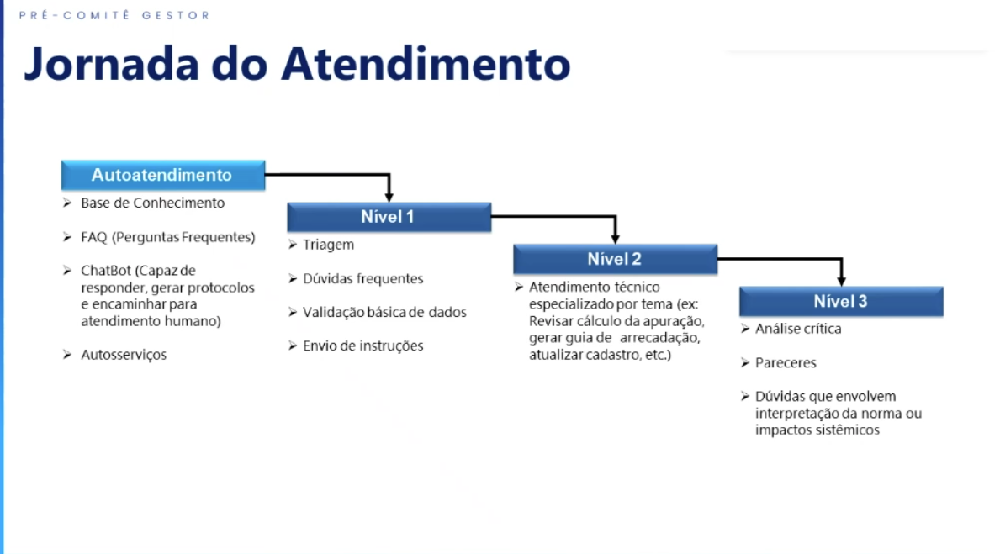 PRÉ-COMITÊ GESTOR
Jornada do Atendimento
Autoatendimento
Base de Conhecimento
FAQ (Perguntas Frequentes)
ChatBot (Capaz de
responder, gerar protocolos
e encaminhar para
atendimento humano)
Autosserviços
Nível 1
Triagem
Dúvidas frequentes
Validação básica de dados
Envio de instruções
Nível 2
Atendimento técnico
especializado por tema (ex:
Revisar cálculo da apuração,
gerar guia de arrecadação,
atualizar cadastro, etc.)
Nível 3
Análise crítica
Pareceres
Dúvidas que envolvem
interpretação da norma ou
impactos sistêmicos